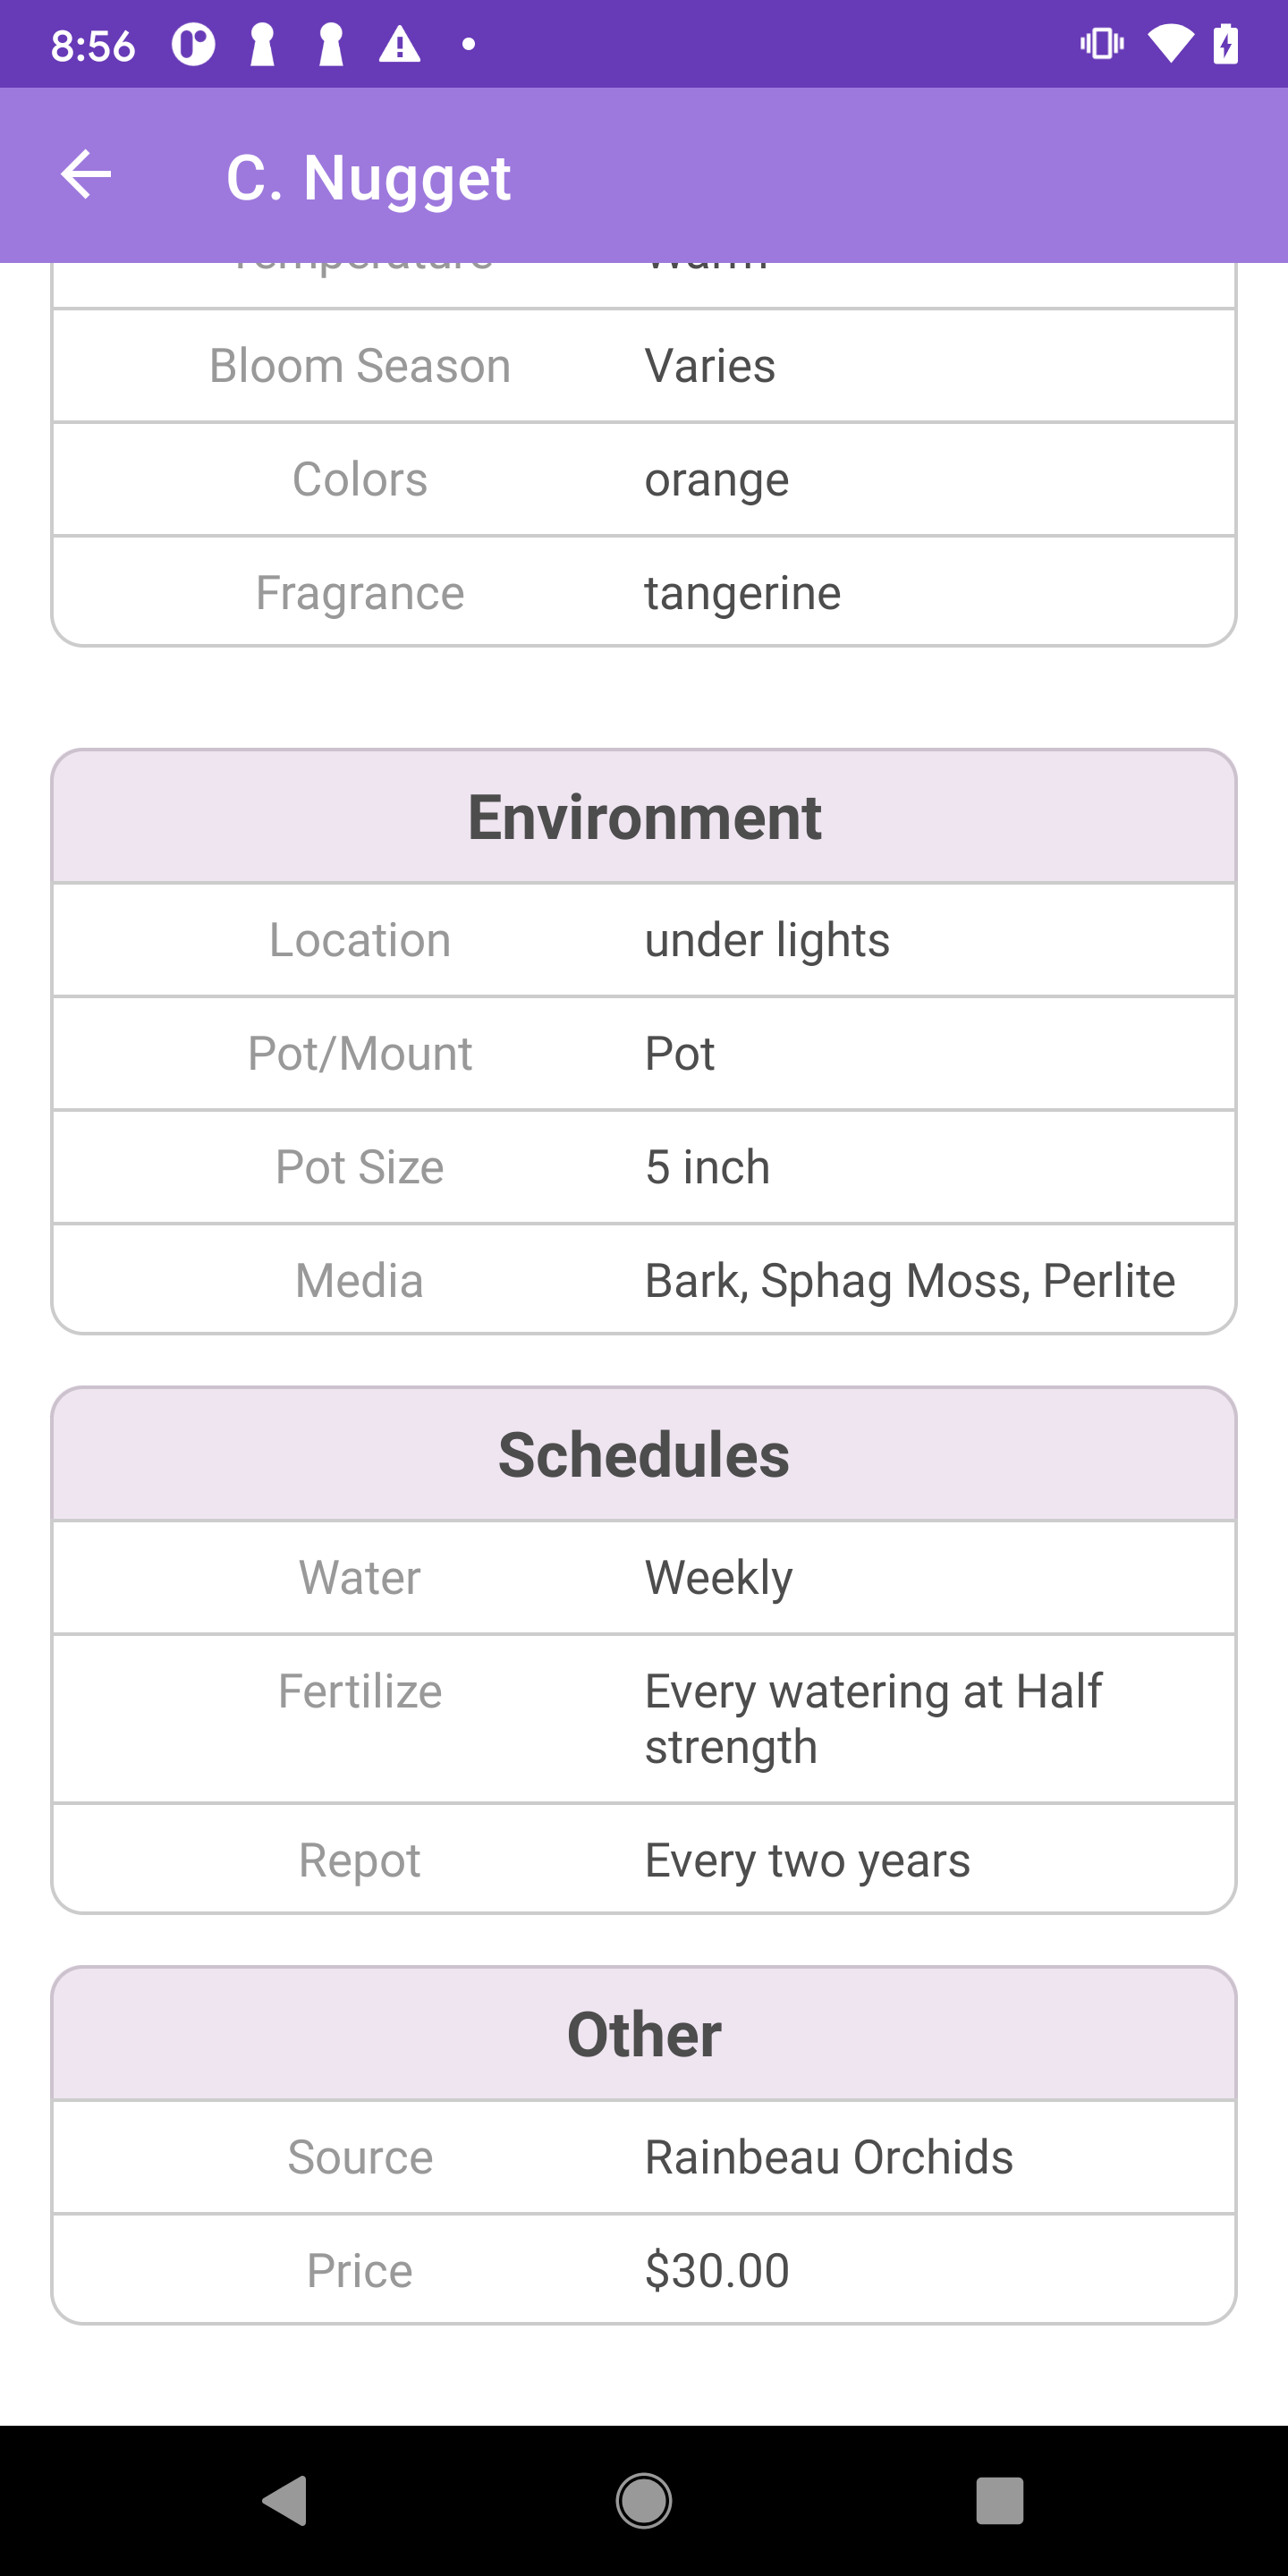 8:56
C. Nugget
Temperature Warm
Bloom Season Varies
Colors orange
Fragrance tangerine
Environment
Location under lights
Pot/Mount Pot
Pot Size 5 inch
Media Bark, Sphag Moss, Perlite
Schedules
Water Weekly
Fertilize Every watering at Half
strength
Repot Every two years
Other
Source Rainbeau Orchids
Price $30.00